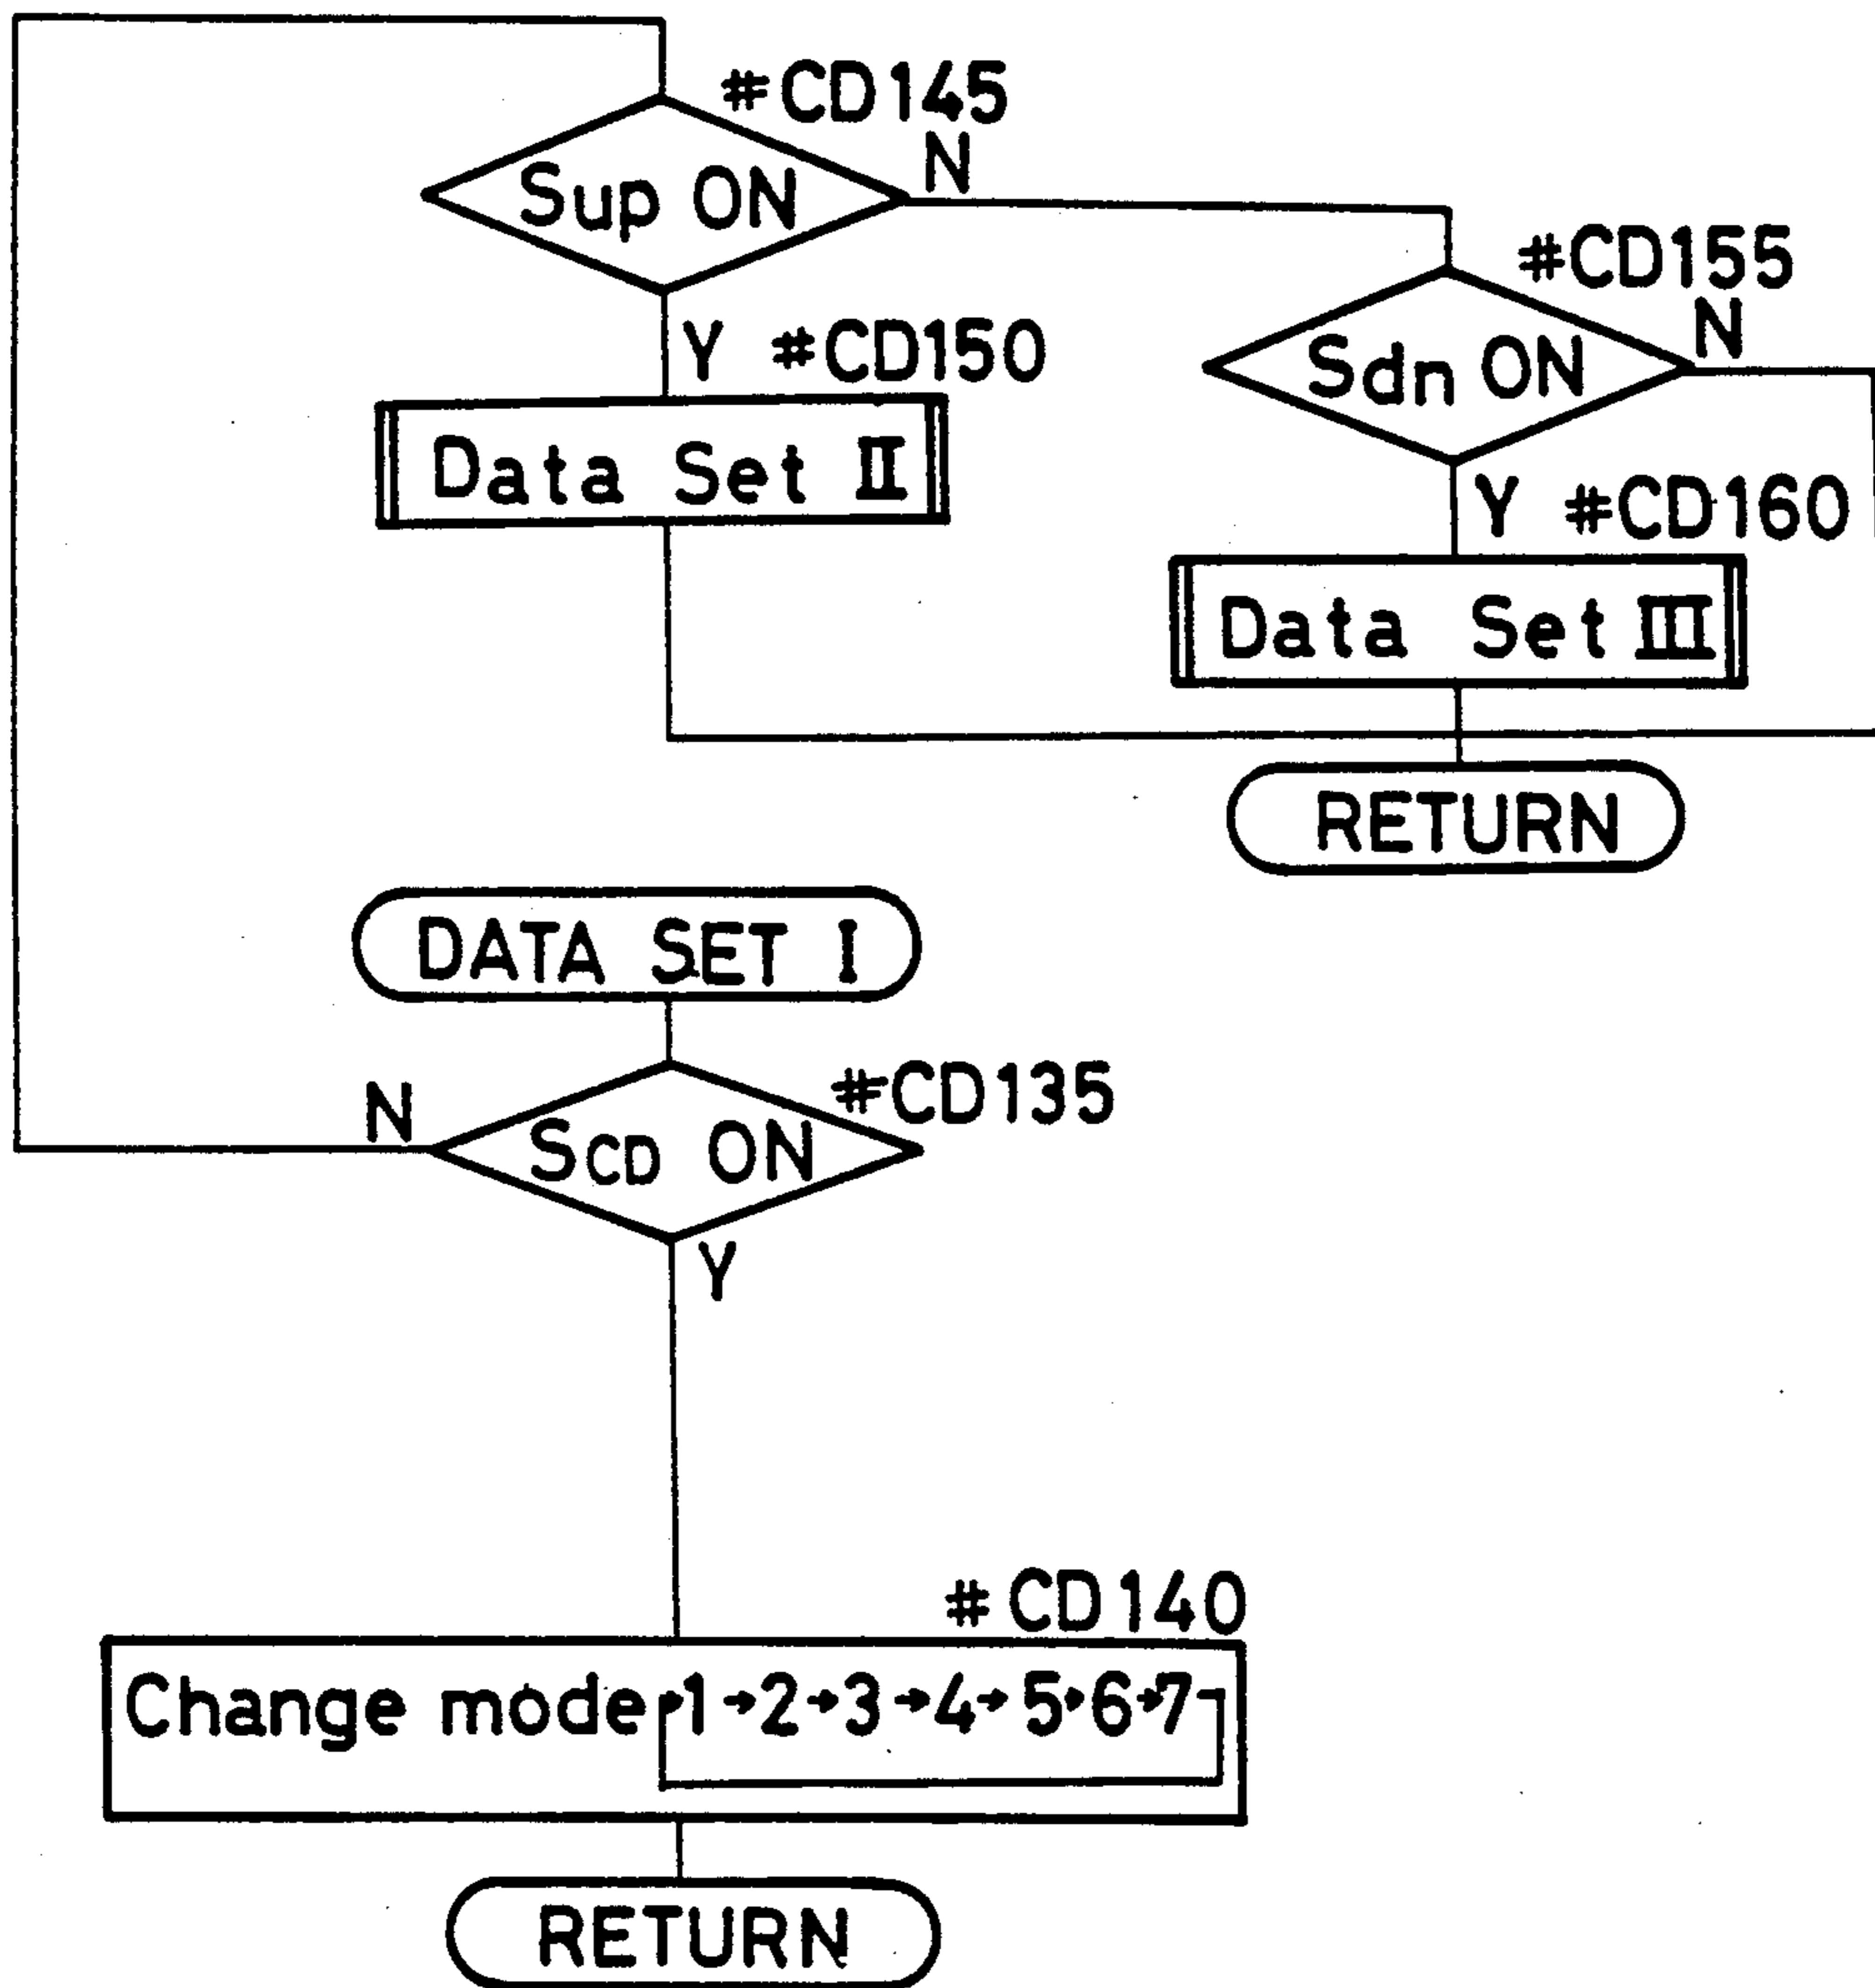 #CD145
Sup ON
N
#CD155
Sdn ON
N
Y #CD150
Data Set II
Y #CD160
Data Set III
RETURN
DATA SET I
#CD135
N
SCD ON
Y
#CD140
Change mode 1→2→3→4→5→6→7
RETURN